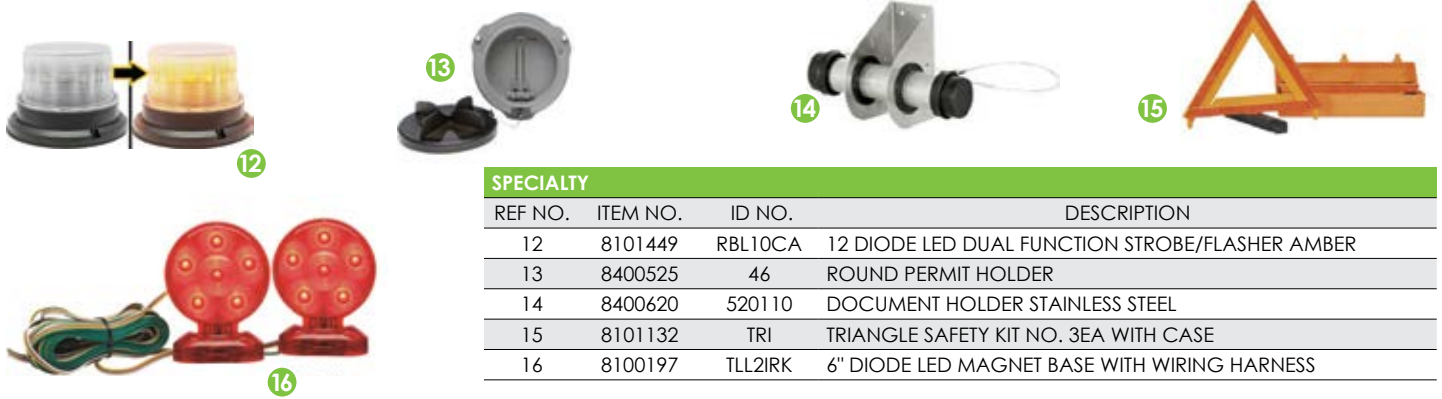 13
14
15
12
16
SPECIALTY
REF NO. ITEM NO. ID NO. DESCRIPTION
12 8101449 RBL10CA 12 DIODE LED DUAL FUNCTION STROBE/FLASHER AMBER
13 8400525 46 ROUND PERMIT HOLDER
14 8400620 520110 DOCUMENT HOLDER STAINLESS STEEL
15 8101132 TRI TRIANGLE SAFETY KIT NO. 3EA WITH CASE
16 8100197 TLL2IRK 6" DIODE LED MAGNET BASE WITH WIRING HARNESS